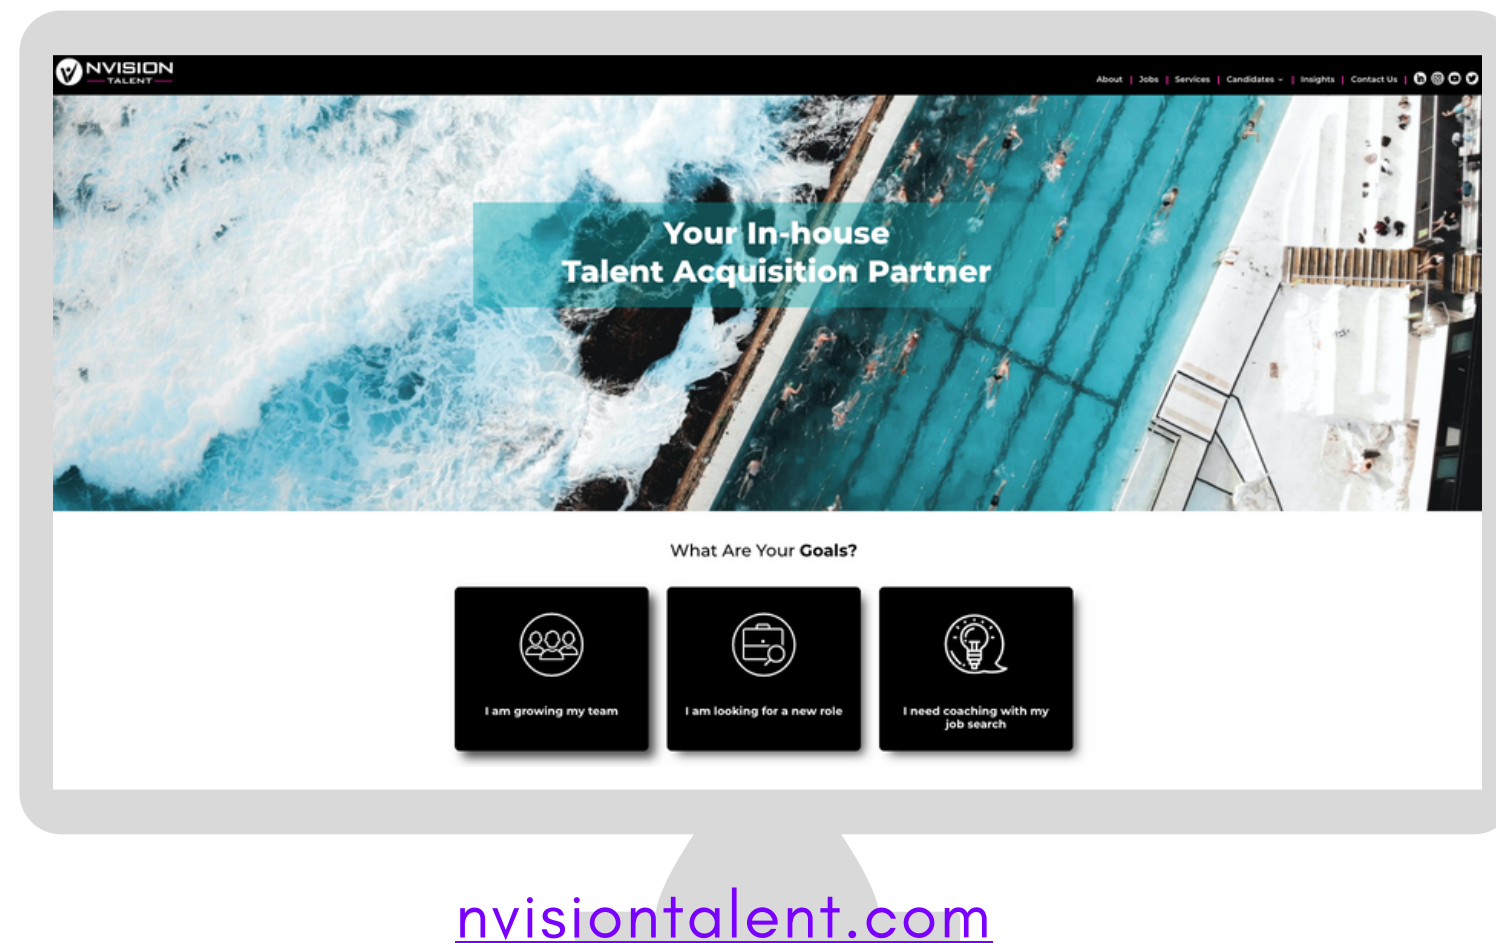 NVISION
TALENT
About | Jobs | Services | Candidates | Insights | Contact Us |
Your In-house
Talent Acquisition Partner
What Are Your Goals?
I am growing my team
I am looking for a new role
I need coaching with my
job search
nvisiontalent.com